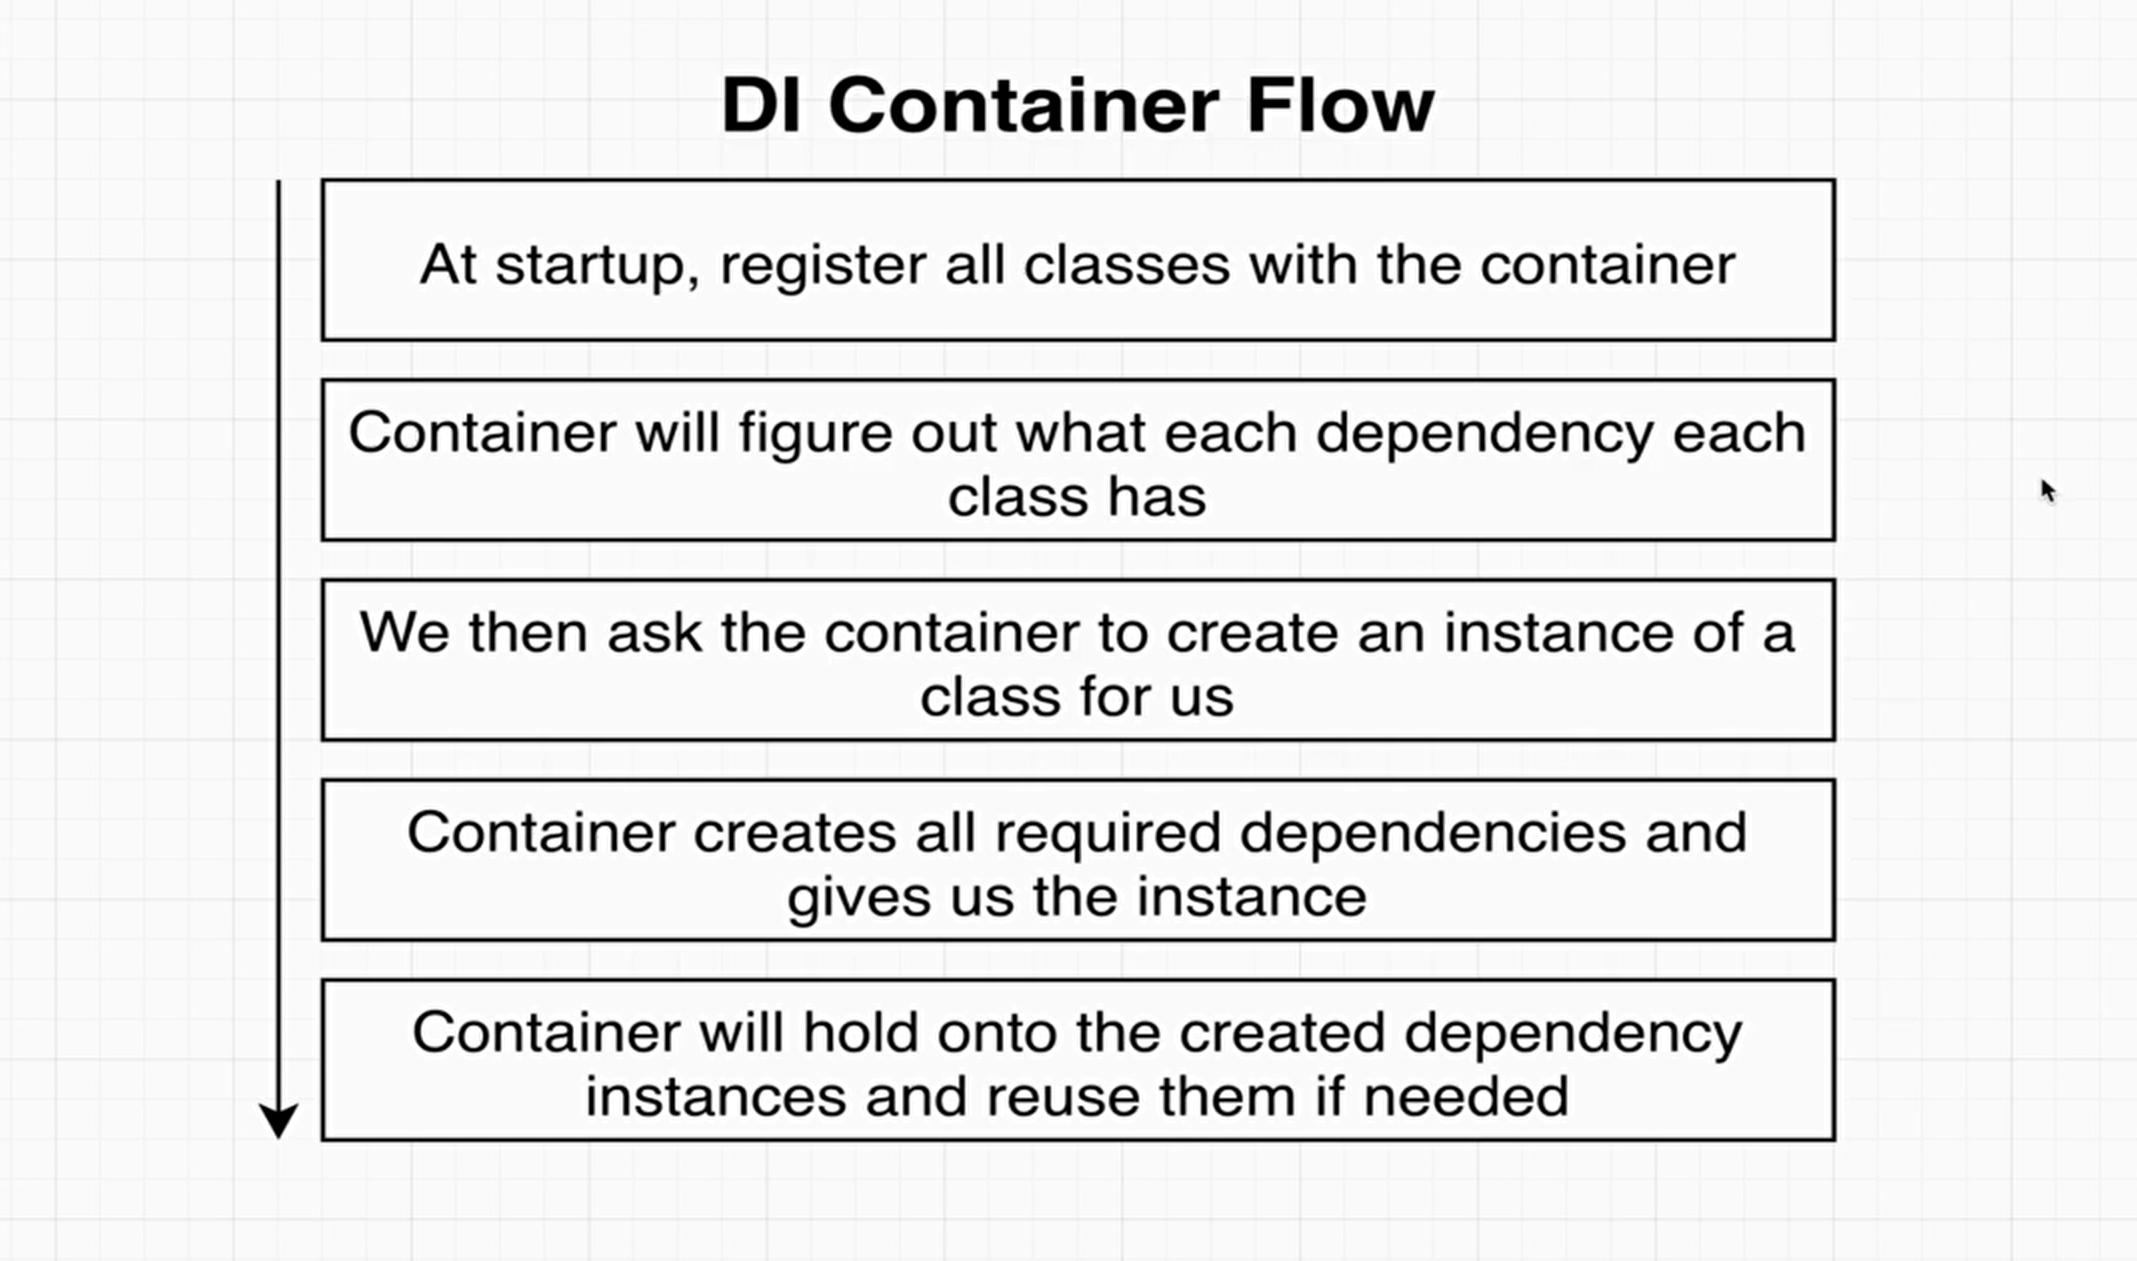 DI Container Flow
At startup, register all classes with the container
Container will figure out what each dependency each
class has
We then ask the container to create an instance of a
class for us
Container creates all required dependencies and
gives us the instance
Container will hold onto the created dependency
instances and reuse them if needed